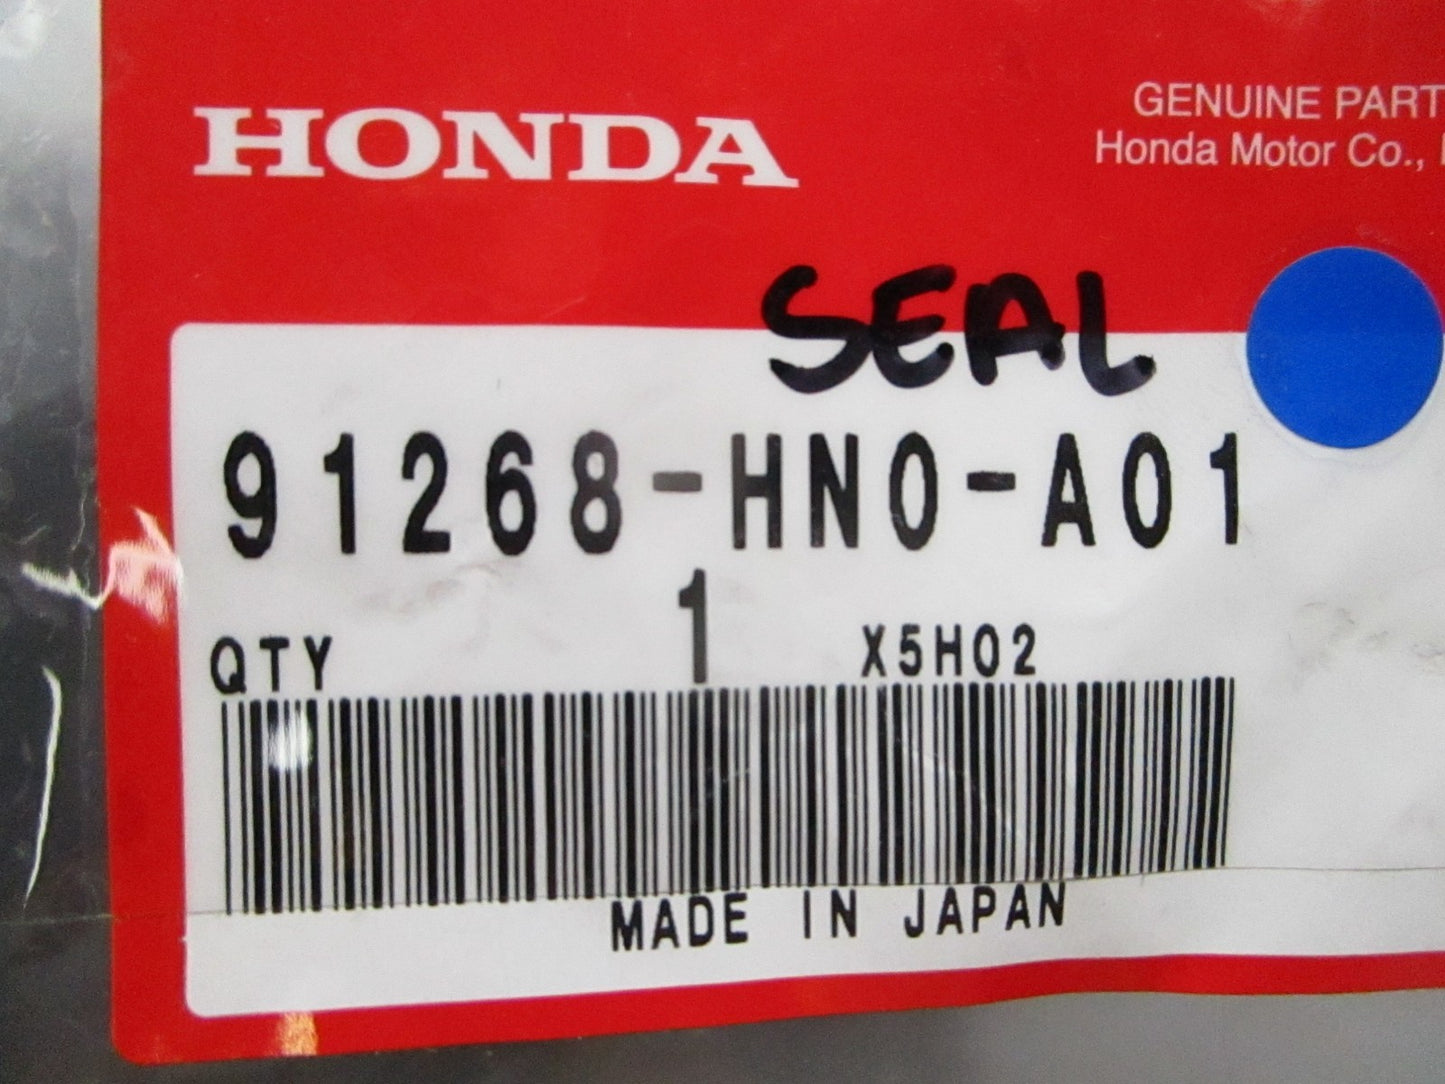 HONDA
GENUINE PART
Honda Motor Co.,
SEAL
91268-HN0-A01
QTY 1 X5H02
MADE IN JAPAN